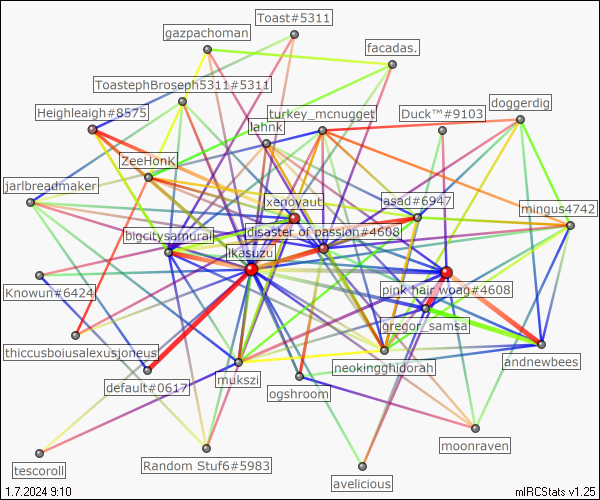 Toast#5311
gazpachoman
facadas.
ToastephBroseph5311#5311
doggerdig
Heighleigh#8575
turkey_mcnugget
Duck™#9103
lahnk
ZeeHonK
jarlbreadmaker
xenoyaut
asad#6947
mingus4742
bigcitysamurai
disaster of passion#4608
ikasuzu
Knowun#6424
pink hair woag#4608
gregor_samsa
thiccusboiusalexusjoneus
neokingghidorah
andnewbees
default#0617
mukszi
ogshroom
moonraven
tescoroll
Random Stuf6#5983
avelicious
1.7.2024 9:10
mIRCStats v1.25